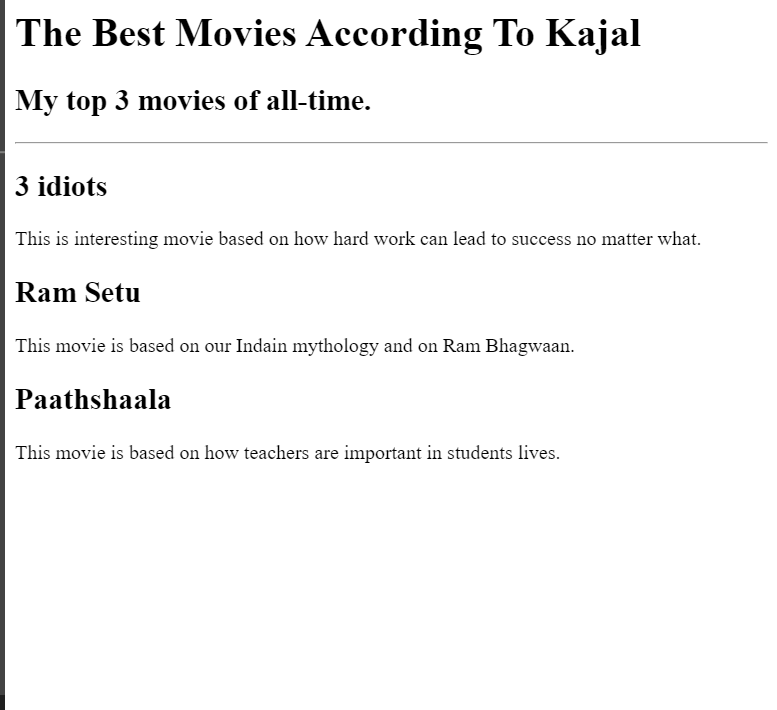 The Best Movies According To Kajal
My top 3 movies of all-time.
3 idiots
This is interesting movie based on how hard work can lead to success no matter what.
Ram Setu
This movie is based on our Indain mythology and on Ram Bhagwaan.
Paathshaala
This movie is based on how teachers are important in students lives.